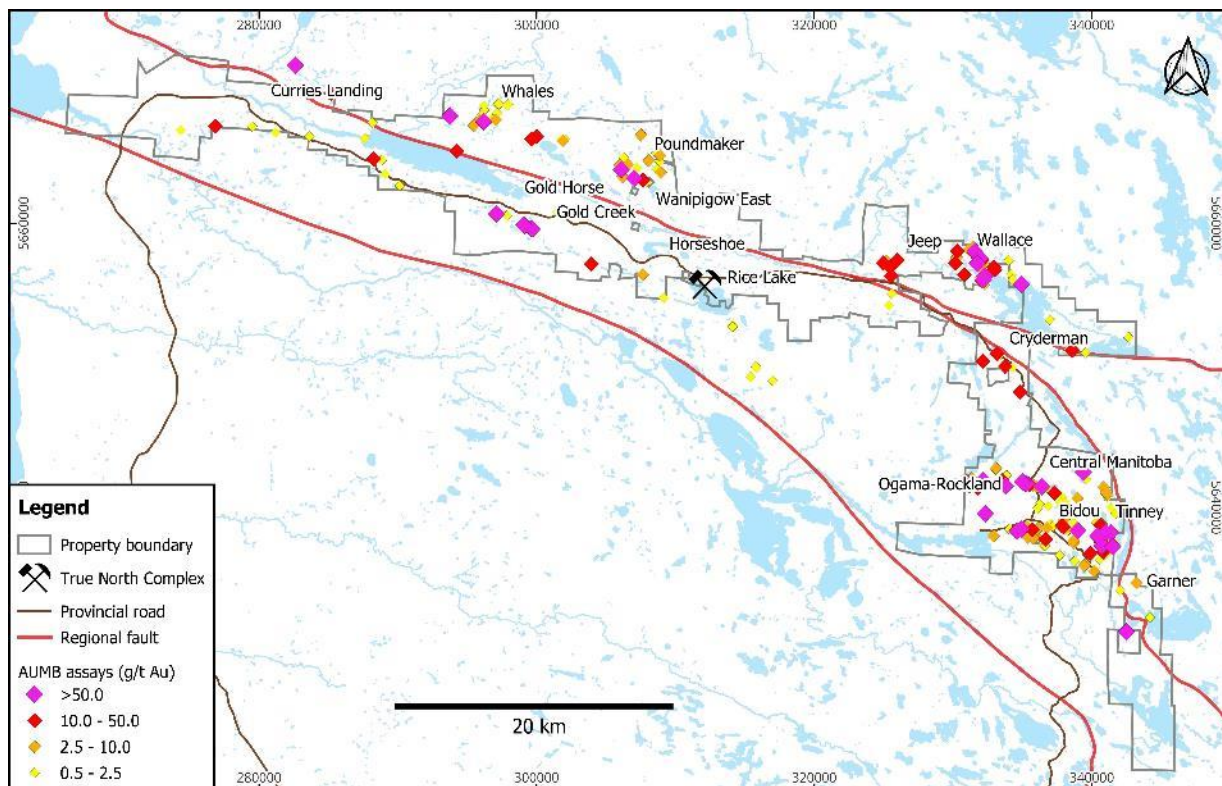 280000
300000
320000
340000
Curries Landing
Whales
Poundmaker
Gold Horse
Wanipigow East
Gold Creek
5660000
5660000
Horseshoe
Jeep
Wallace
Rice Lake
Cryderman
Central Manitoba
Ogama-Rockland
Bidou
Tinney
5640000
Garner
Legend
Property boundary
True North Complex
Provincial road
Regional fault
AUMB assays (g/t Au)
>50.0
10.0 - 50.0
2.5 - 10.0
0.5 - 2.5
20 km
280000
300000
320000
340000